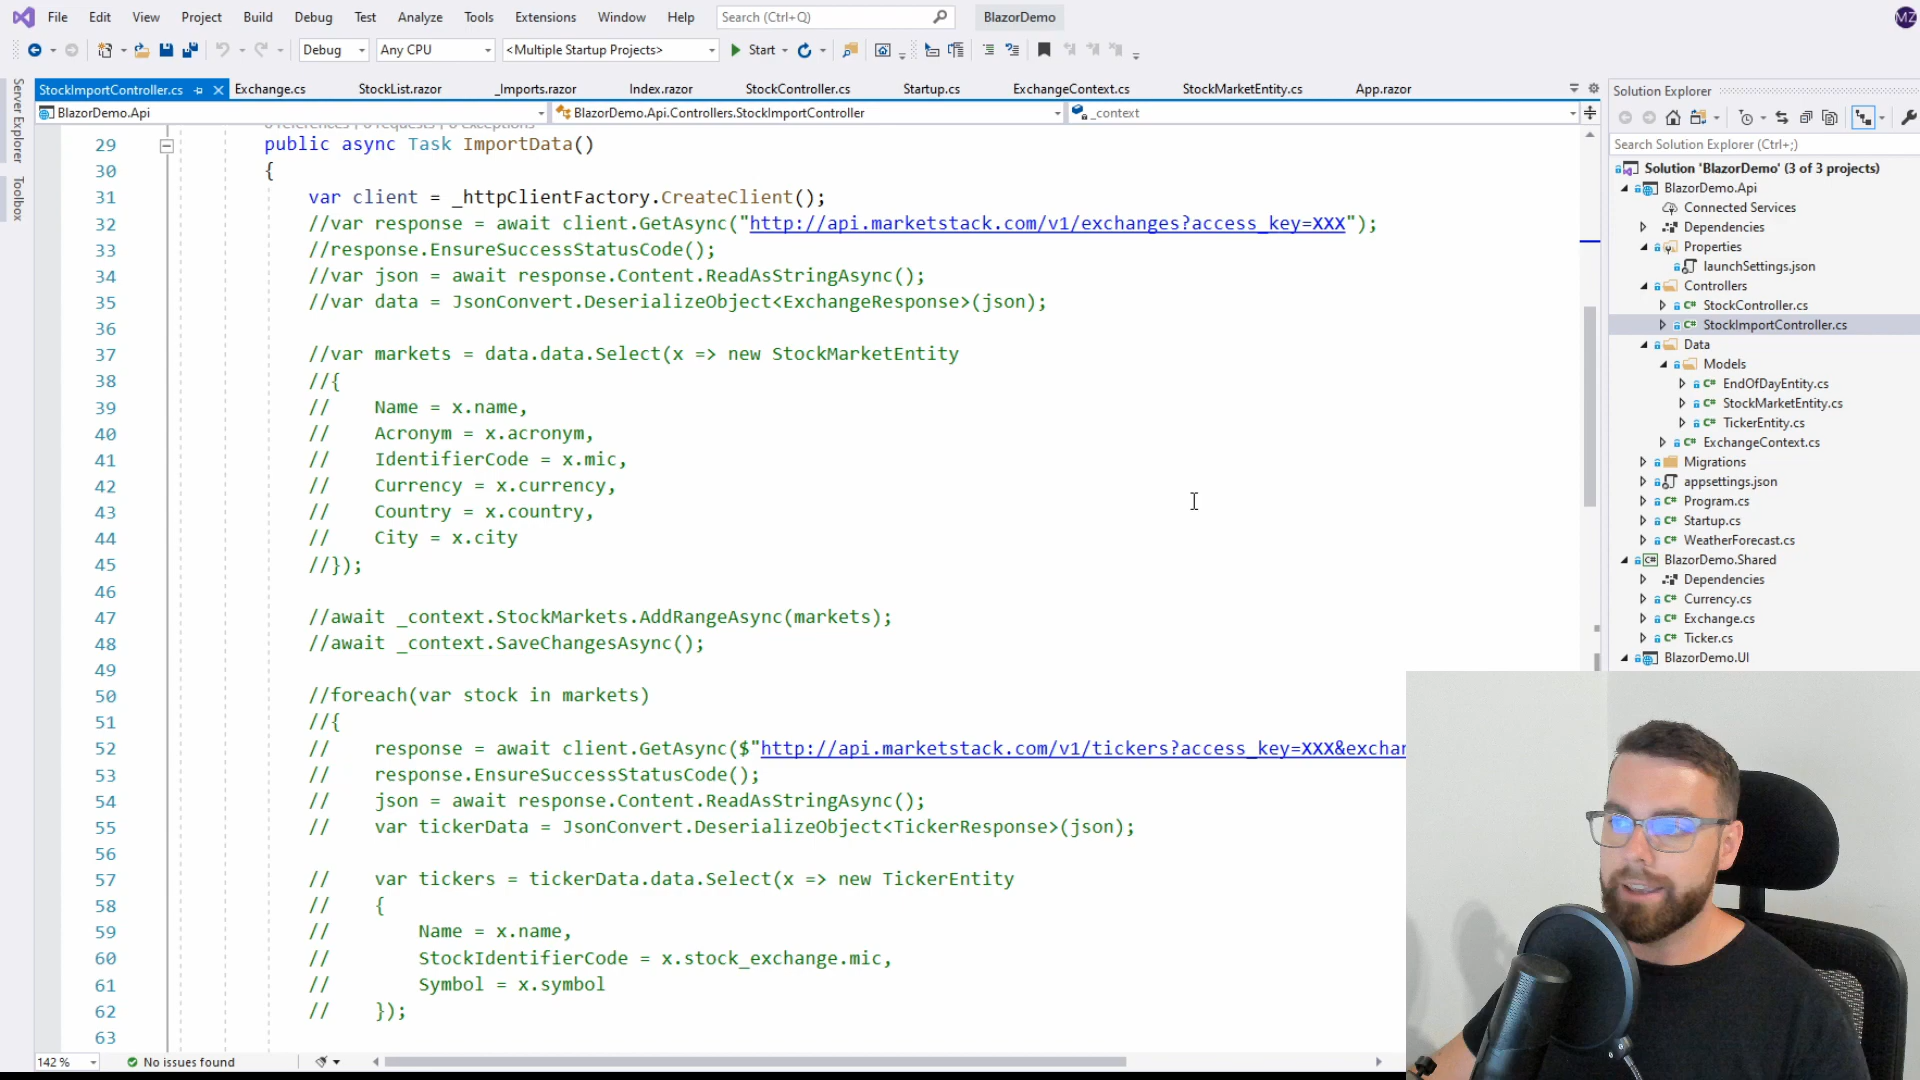 File Edit View Project Build Debug Test Analyze Tools Extensions Window Help Search (Ctrl+Q) BlazorDemo MZ
Debug Any CPU <Multiple Startup Projects> Start
Server Explorer
Toolbox
StockImportController.cs Exchange.cs StockList.razor _Imports.razor Index.razor StockController.cs Startup.cs ExchangeContext.cs StockMarketEntity.cs App.razor
BlazorDemo.Api BlazorDemo.Api.Controllers.StockImportController _context
0 references | 0 requests | 0 exceptions
29 public async Task ImportData()
30 {
31 var client = _httpClientFactory.CreateClient();
32 //var response = await client.GetAsync("http://api.marketstack.com/v1/exchanges?access_key=XXX");
33 //response.EnsureSuccessStatusCode();
34 //var json = await response.Content.ReadAsStringAsync();
35 //var data = JsonConvert.DeserializeObject<ExchangeResponse>(json);
36
37 //var markets = data.data.Select(x => new StockMarketEntity
38 //{
39 // Name = x.name,
40 // Acronym = x.acronym,
41 // IdentifierCode = x.mic,
42 // Currency = x.currency,
43 // Country = x.country,
44 // City = x.city
45 //});
46
47 //await _context.StockMarkets.AddRangeAsync(markets);
48 //await _context.SaveChangesAsync();
49
50 //foreach(var stock in markets)
51 //{
52 // response = await client.GetAsync($"http://api.marketstack.com/v1/tickers?access_key=XXX&exchan
53 // response.EnsureSuccessStatusCode();
54 // json = await response.Content.ReadAsStringAsync();
55 // var tickerData = JsonConvert.DeserializeObject<TickerResponse>(json);
56
57 // var tickers = tickerData.data.Select(x => new TickerEntity
58 // {
59 // Name = x.name,
60 // StockIdentifierCode = x.stock_exchange.mic,
61 // Symbol = x.symbol
62 // });
63
142 % No issues found
Solution Explorer
Search Solution Explorer (Ctrl+;)
Solution 'BlazorDemo' (3 of 3 projects)
BlazorDemo.Api
Connected Services
Dependencies
Properties
launchSettings.json
Controllers
StockController.cs
StockImportController.cs
Data
Models
EndOfDayEntity.cs
StockMarketEntity.cs
TickerEntity.cs
ExchangeContext.cs
Migrations
appsettings.json
Program.cs
Startup.cs
WeatherForecast.cs
BlazorDemo.Shared
Dependencies
Currency.cs
Exchange.cs
Ticker.cs
BlazorDemo.UI